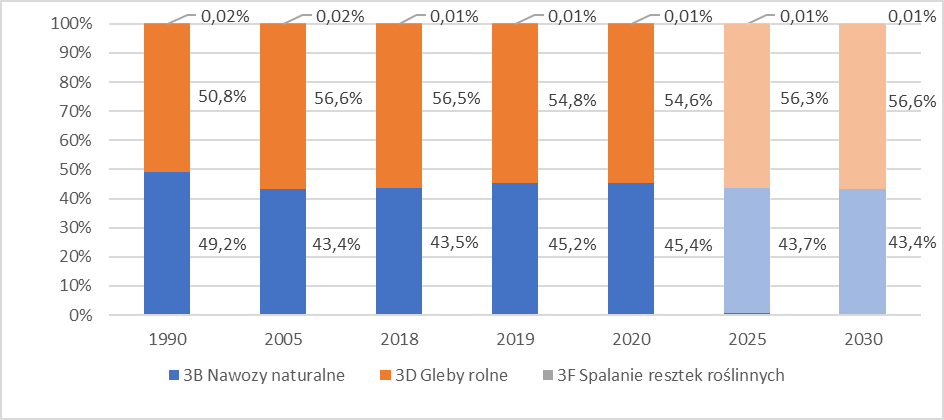 100% 0,02% 0,02% 0,01% 0,01% 0,01% 0,01% 0,01%
90%
80%
70% 50,8% 56,6% 56,5% 54,8% 54,6% 56,3% 56,6%
60%
50%
40%
30%
20% 49,2% 43,4% 43,5% 45,2% 45,4% 43,7% 43,4%
10%
0%
1990 2005 2018 2019 2020 2025 2030
3B Nawozy naturalne 3D Gleby rolne 3F Spalanie resztek roślinnych